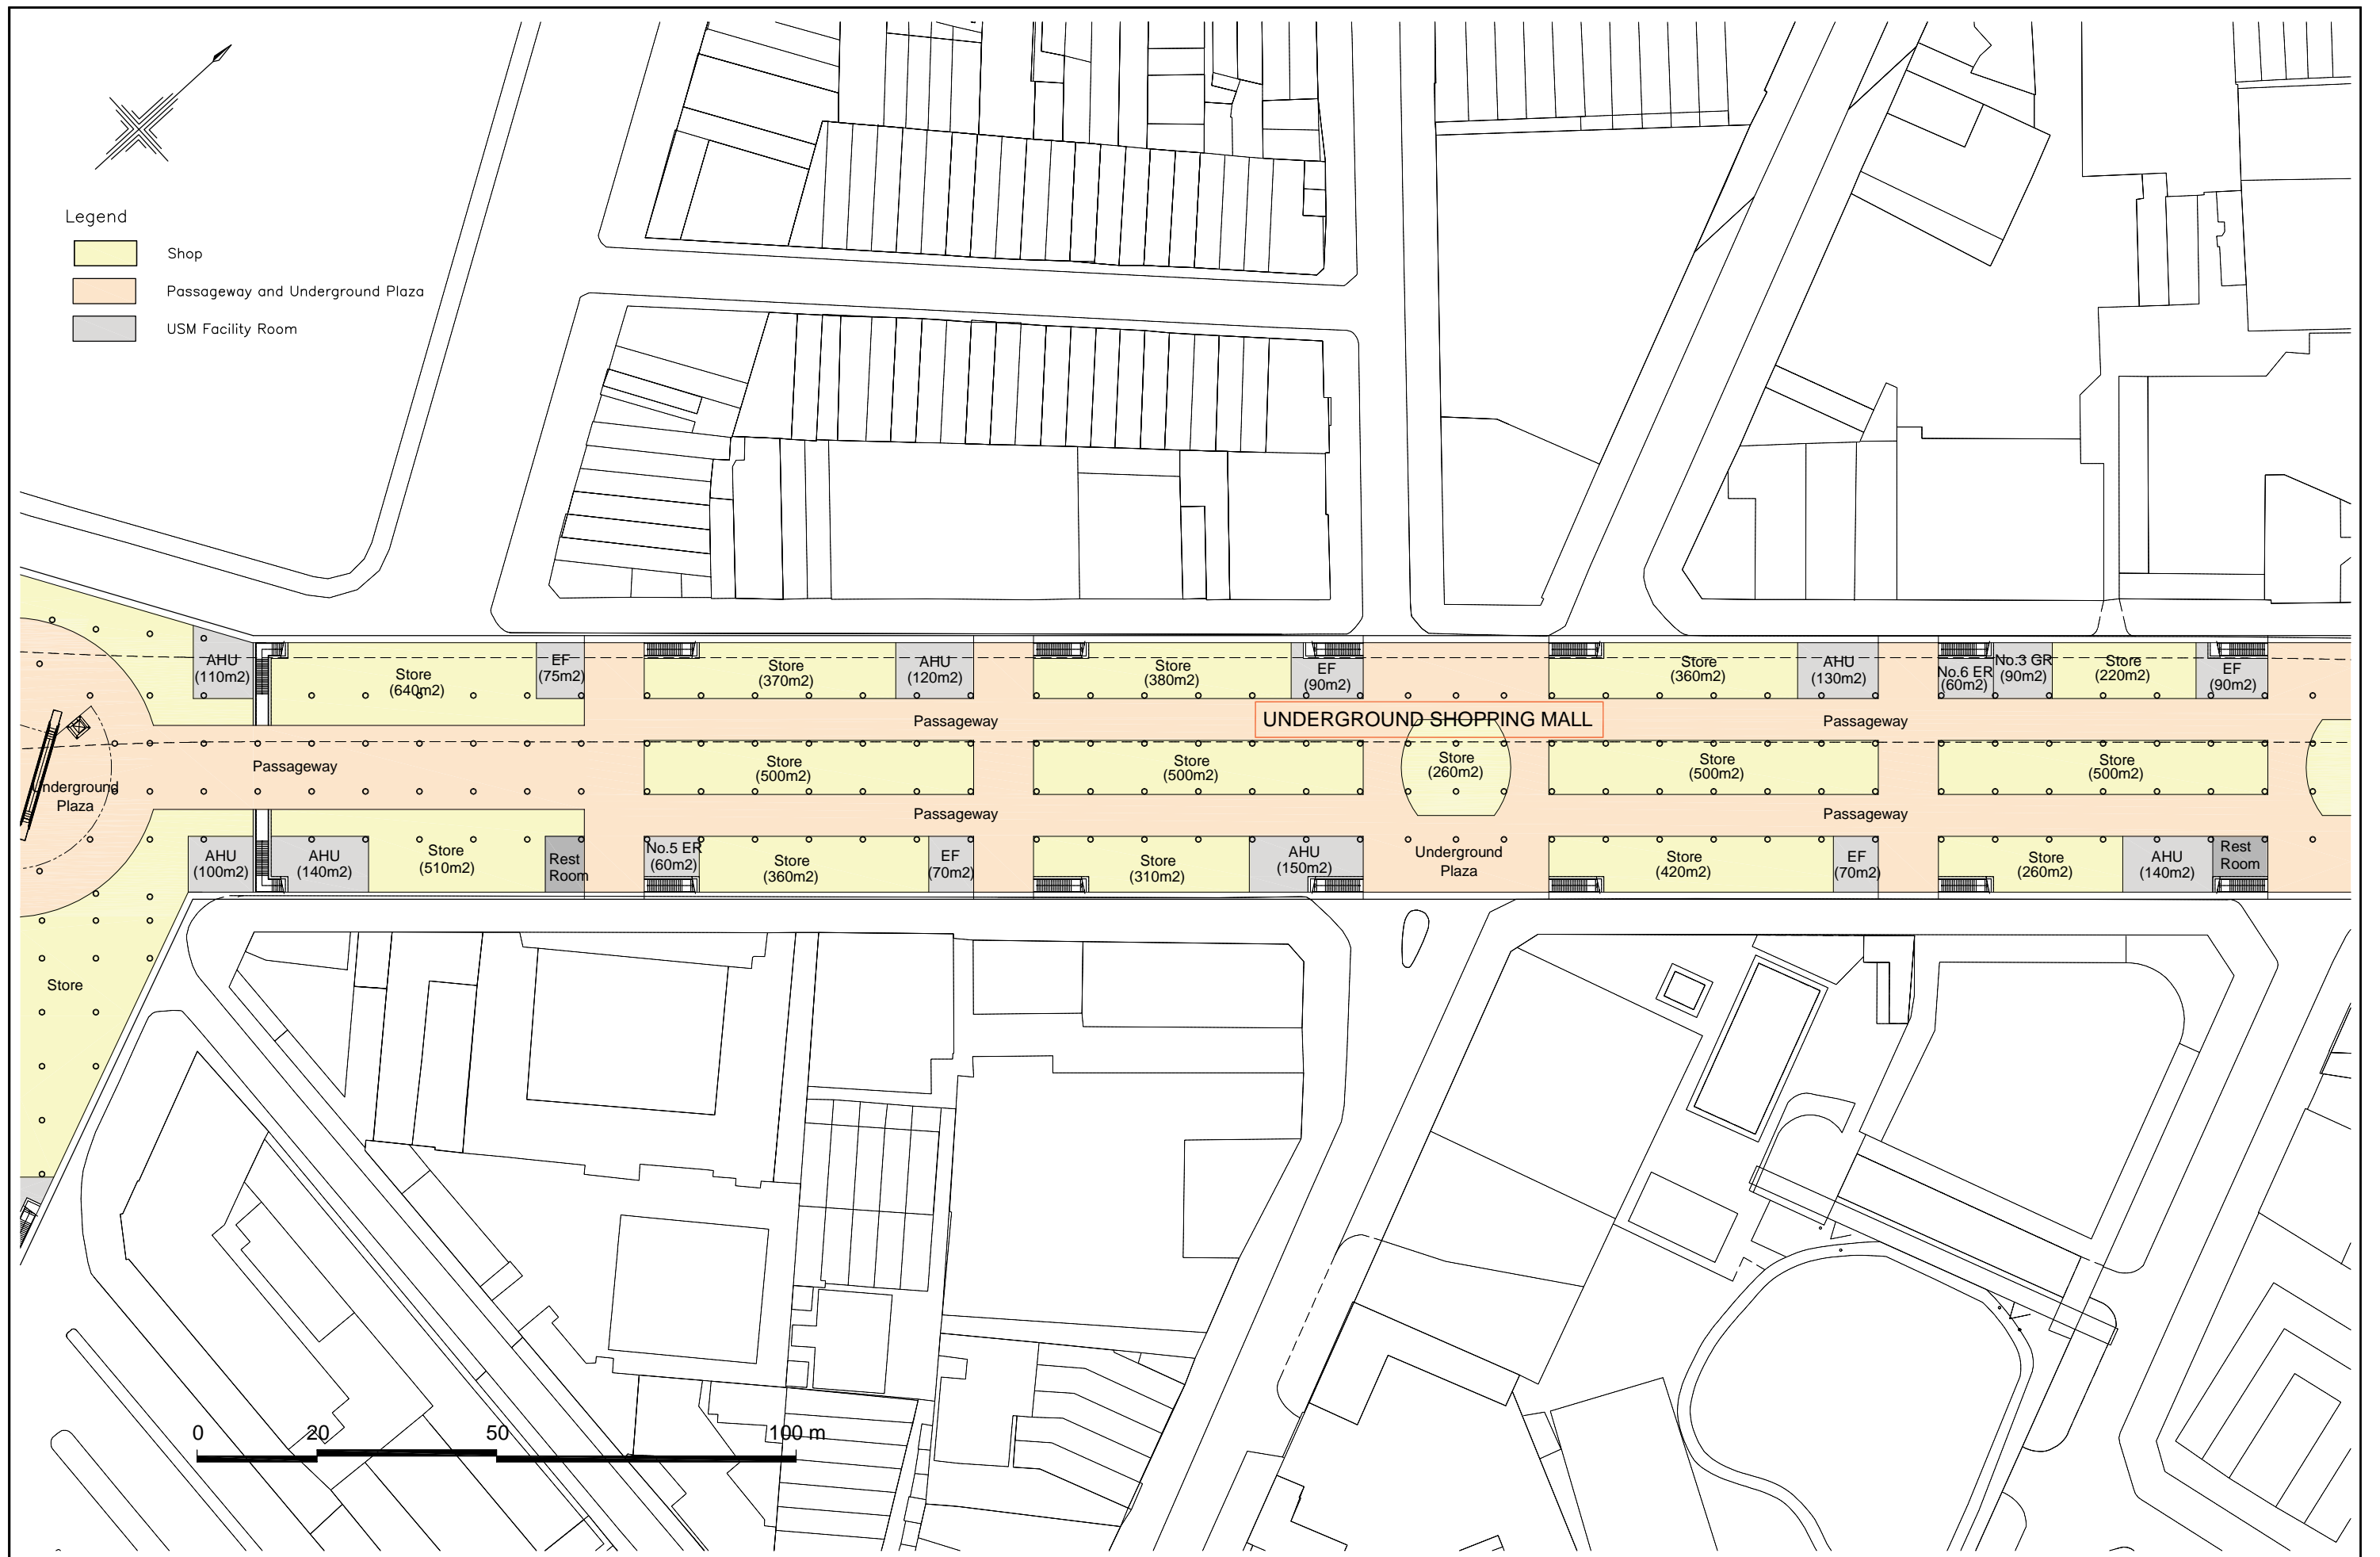 Legend
Shop
Passageway and Underground Plaza
USM Facility Room
AHU
(110m2)
Store
(640m2)
EF
(75m2)
Store
(370m2)
AHU
(120m2)
Store
(380m2)
EF
(90m2)
Store
(360m2)
AHU
(130m2)
No.6 ER
(60m2)
No.3 GR
(90m2)
Store
(220m2)
EF
(90m2)
Passageway
UNDERGROUND SHOPPING MALL
Passageway
Underground
Plaza
Passageway
Store
(500m2)
Store
(500m2)
Store
(260m2)
Store
(500m2)
Store
(500m2)
Passageway
Passageway
AHU
(100m2)
AHU
(140m2)
Store
(510m2)
Rest
Room
No.5 ER
(60m2)
Store
(360m2)
EF
(70m2)
Store
(310m2)
AHU
(150m2)
Underground
Plaza
Store
(420m2)
EF
(70m2)
Store
(260m2)
AHU
(140m2)
Rest
Room
Store
0 20 50 100 m